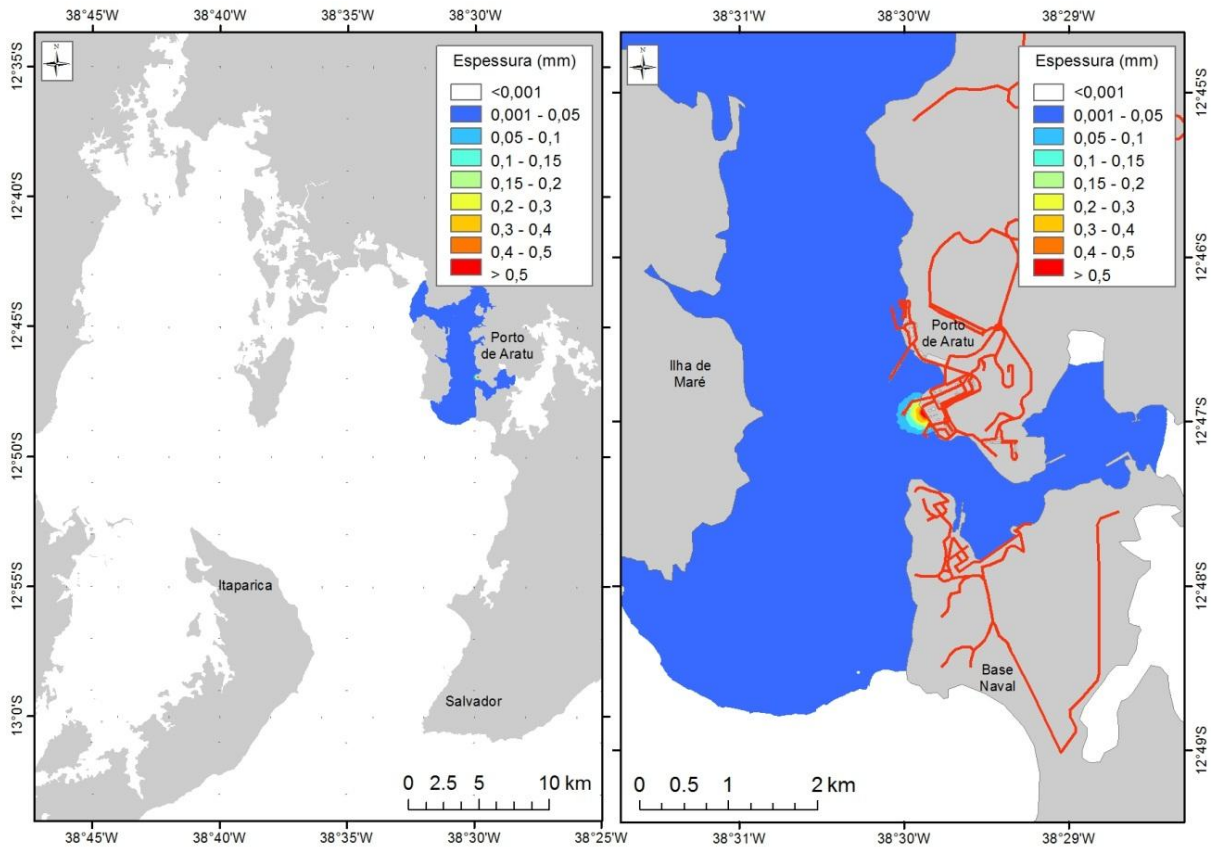 38°45'W 38°40'W 38°35'W 38°30'W
38°31'W 38°30'W 38°29'W
N
Espessura (mm)
<0,001
0,001 - 0,05
0,05 - 0,1
0,1 - 0,15
0,15 - 0,2
0,2 - 0,3
0,3 - 0,4
0,4 - 0,5
> 0,5
12°35'S
12°40'S
12°45'S
12°50'S
12°55'S
13°0'S
Porto
de Aratu
Itaparica
Salvador
0 2.5 5 10 km
38°45'W 38°40'W 38°35'W 38°30'W 38°25'W
N
Espessura (mm)
<0,001
0,001 - 0,05
0,05 - 0,1
0,1 - 0,15
0,15 - 0,2
0,2 - 0,3
0,3 - 0,4
0,4 - 0,5
> 0,5
Porto
de Aratu
Ilha de
Maré
Base
Naval
12°45'S
12°46'S
12°47'S
12°48'S
12°49'S
0 0.5 1 2 km
38°31'W 38°30'W 38°29'W